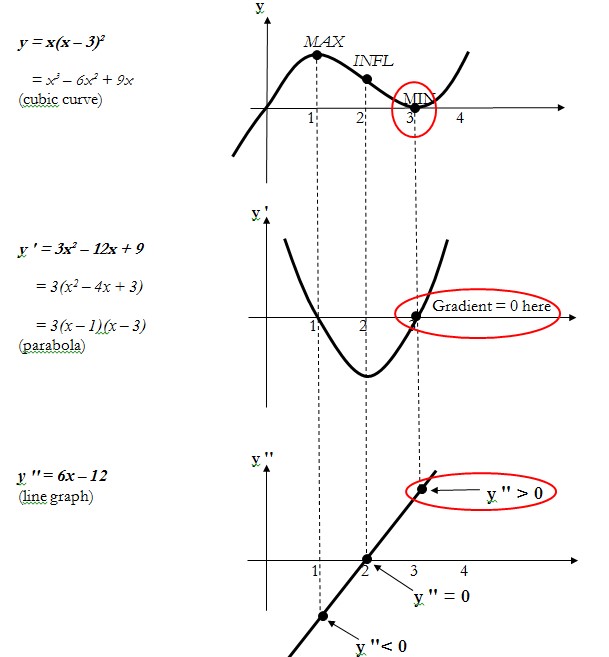 y
y = x(x – 3)²
MAX
INFL
= x³ – 6x² + 9x
(cubic curve)
MIN
1 2 3 4
y '
y ' = 3x² – 12x + 9
= 3(x² – 4x + 3)
Gradient = 0 here
= 3(x – 1)(x – 3)
1 2 3
(parabola)
y "
y " = 6x – 12
(line graph)
y " > 0
1 2 3 4
y " = 0
y "< 0